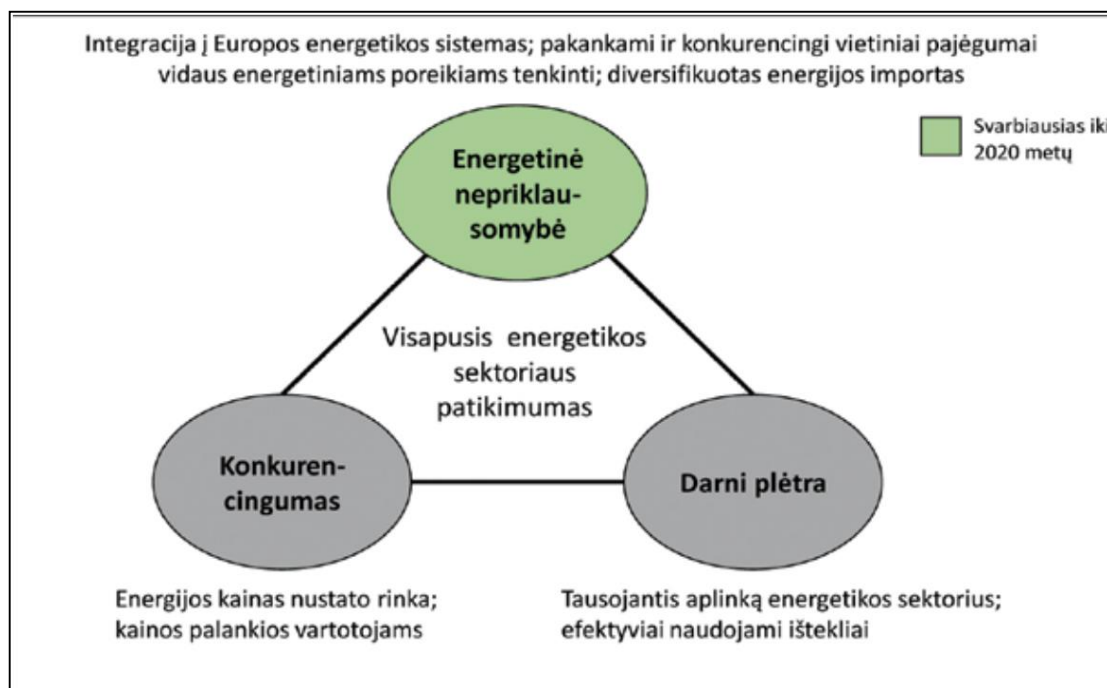 Integracija į Europos energetikos sistemas; pakankami ir konkurencingi vietiniai pajėgumai
vidaus energetiniams poreikiams tenkinti; diversifikuotas energijos importas
Svarbiausias iki
2020 metų
Energetinė
nepriklau-
somybė
Visapusis energetikos
sektoriaus
patikimumas
Konkuren-
cingumas
Darni plėtra
Energijos kainas nustato rinka;
kainos palankios vartotojams
Tausojantis aplinką energetikos sektorius;
efektyviai naudojami ištekliai